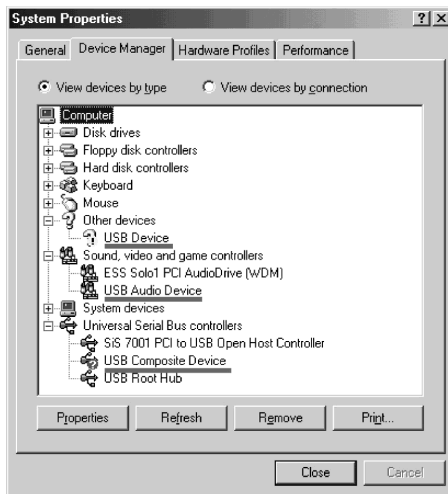 System Properties
General
Device Manager
Hardware Profiles
Performance
View devices by type
View devices by connection
Computer
Disk drives
Floppy disk controllers
Hard disk controllers
Keyboard
Mouse
Other devices
USB Device
Sound, video and game controllers
ESS Solo1 PCI AudioDrive (WDM)
USB Audio Device
System devices
Universal Serial Bus controllers
SiS 7001 PCI to USB Open Host Controller
USB Composite Device
USB Root Hub
Properties
Refresh
Remove
Print...
Close
Cancel